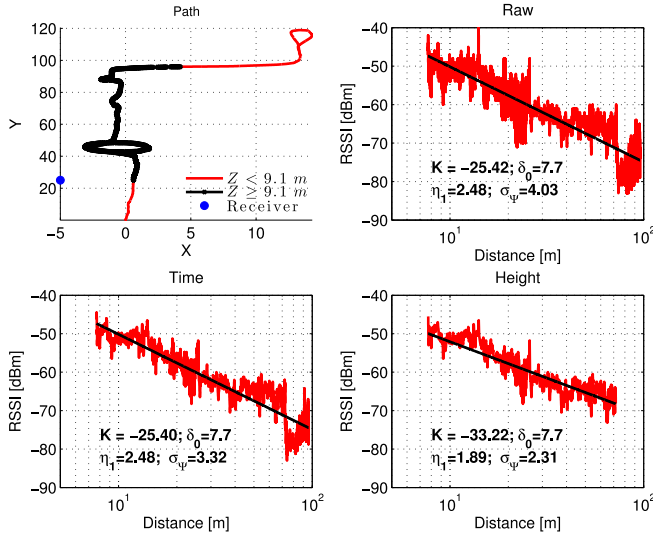 Path
120
100
80
60
40
20
Y
-5
0
5
10
X
Z < 9.1 m
Z ≥ 9.1 m
Receiver
Raw
−40
−50
−60
−70
−80
−90
RSSI [dBm]
K = −25.42; δ0=7.7
η1=2.48; σΨ=4.03
10^1
10^2
Distance [m]
Time
−40
−50
−60
−70
−80
−90
RSSI [dBm]
K = −25.40; δ0=7.7
η1=2.48; σΨ=3.32
10^1
10^2
Distance [m]
Height
−40
−50
−60
−70
−80
−90
RSSI [dBm]
K = −33.22; δ0=7.7
η1=1.89; σΨ=2.31
10^1
10^2
Distance [m]